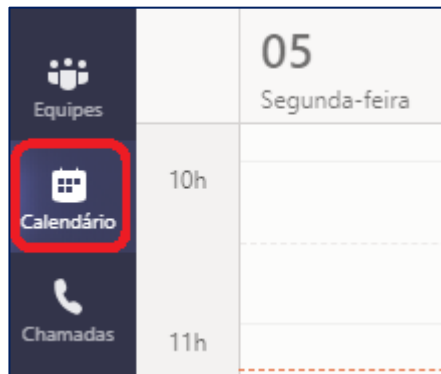 Equipes
Calendário
Chamadas
05
Segunda-feira
10h
11h